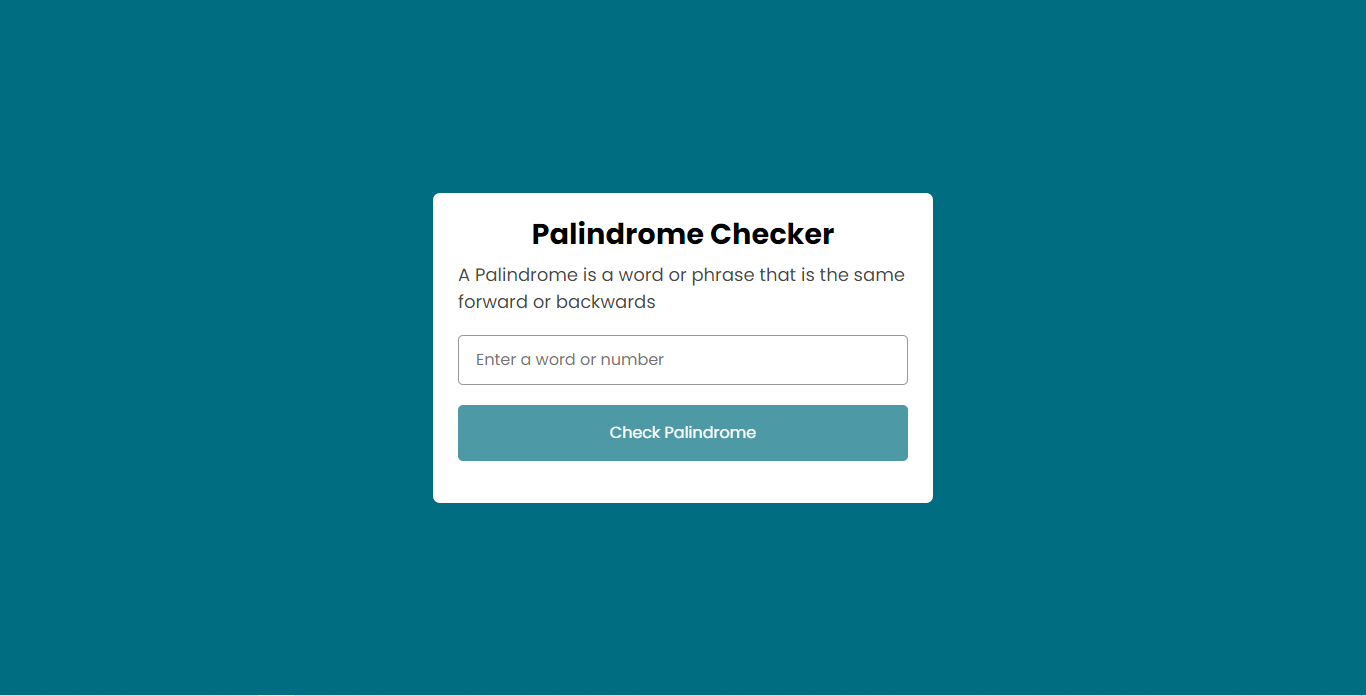 Palindrome Checker
A Palindrome is a word or phrase that is the same
forward or backwards
Enter a word or number
Check Palindrome